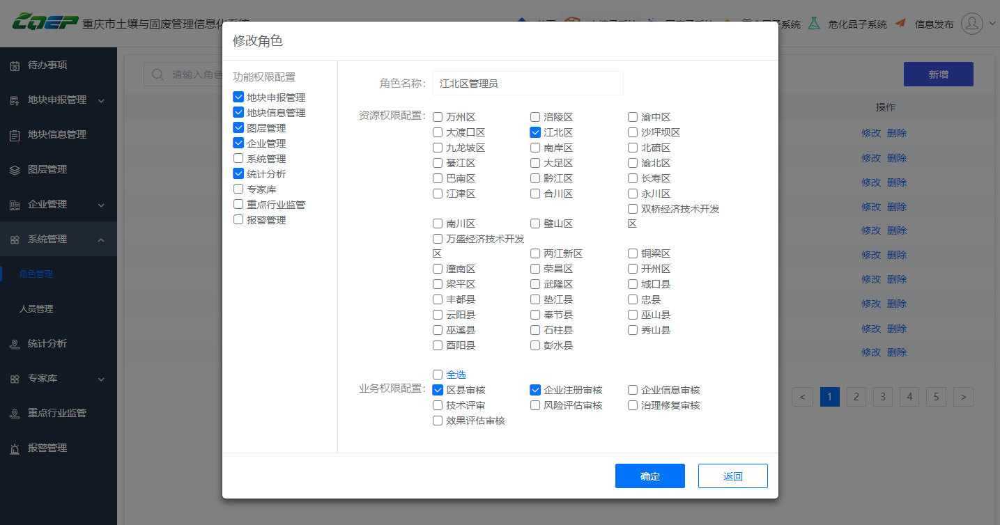 CQEP 重庆市土壤与固废管理信息化系统
危化品子系统
信息发布
待办事项
地块申报管理
地块信息管理
图层管理
企业管理
系统管理
角色管理
人员管理
统计分析
专家库
重点行业监管
报警管理
请输入角色
新增
操作
修改 删除
修改 删除
修改 删除
修改 删除
修改 删除
修改 删除
修改 删除
修改 删除
修改 删除
修改 删除
< 1 2 3 4 5 >
修改角色
功能权限配置
地块申报管理
地块信息管理
图层管理
企业管理
系统管理
统计分析
专家库
重点行业监管
报警管理
角色名称: 江北区管理员
资源权限配置: 万州区 涪陵区 渝中区
大渡口区 江北区 沙坪坝区
九龙坡区 南岸区 北碚区
綦江区 大足区 渝北区
巴南区 黔江区 长寿区
江津区 合川区 永川区
双桥经济技术开发
南川区 璧山区 区
万盛经济技术开发
区 两江新区 铜梁区
潼南区 荣昌区 开州区
梁平区 武隆区 城口县
丰都县 垫江县 忠县
云阳县 奉节县 巫山县
巫溪县 石柱县 秀山县
酉阳县 彭水县
全选
业务权限配置: 区县审核 企业注册审核 企业信息审核
技术评审 风险评估审核 治理修复审核
效果评估审核
确定 返回